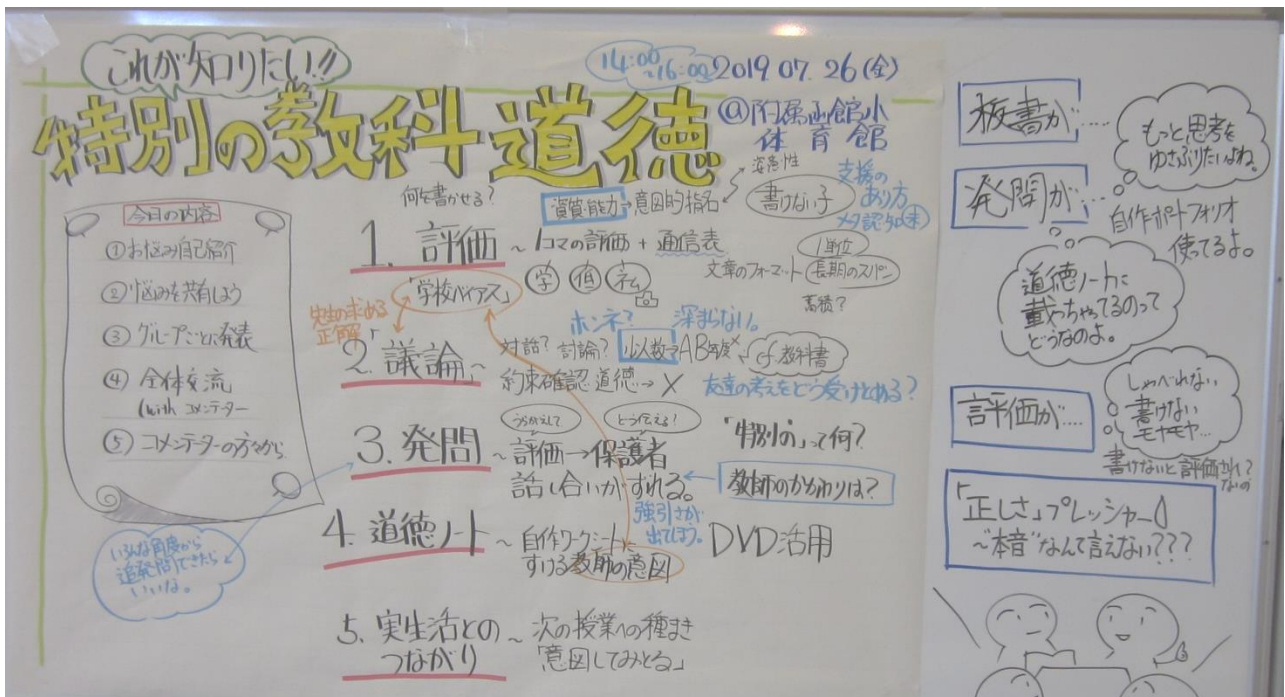 これが知りたい!!
特別の教科道徳
14:00
~16:00
2019 07. 26 (金)
@附属函館小
体育館
今日の内容
①お悩み自己紹介
②悩みを共有しよう
③グループごとに発表
④全体交流
(with コメンテーター
⑤コメンテーターの方から
いろんな角度から
追発問できたら
いいな。
何を書かせる?
資質・能力→意図的指名
書けない子
支援の
あり方
メタ認知
1. 評価 ~ 1コマの評価 + 通信表
1単位
文章のフォーマット
長期のスパン
蓄積?
「学校バイアス」
先生の求める
正解
ホンネ?
深まらない。
2.「議論」~
対話? 討論?
少人数
教科書
約束確認 道徳→×
友達の考えをどう受けとめる?
どう伝える?
3. 発問 ~ 評価→保護者
話し合いがずれる。
「特別の」って何?
教師のかかわりは?
強引さが
出てしまう。
4. 道徳ノート ~ 自作ワークシート
すける教師の意図
DVD活用
5. 実生活との
つながり
~ 次の授業への種まき
「意図してみとる」
板書が…
もっと思考を
ゆさぶりたいよね。
発問が
自作ポートフォリオ
使ってるよ。
道徳ノートに
載っちゃってるのって
どうなのよ。
評価が…
しゃべれない
書けない
モヤモヤ…
書けないと評価されない?
「正しさ」プレッシャー
~"本音"なんて言えない???